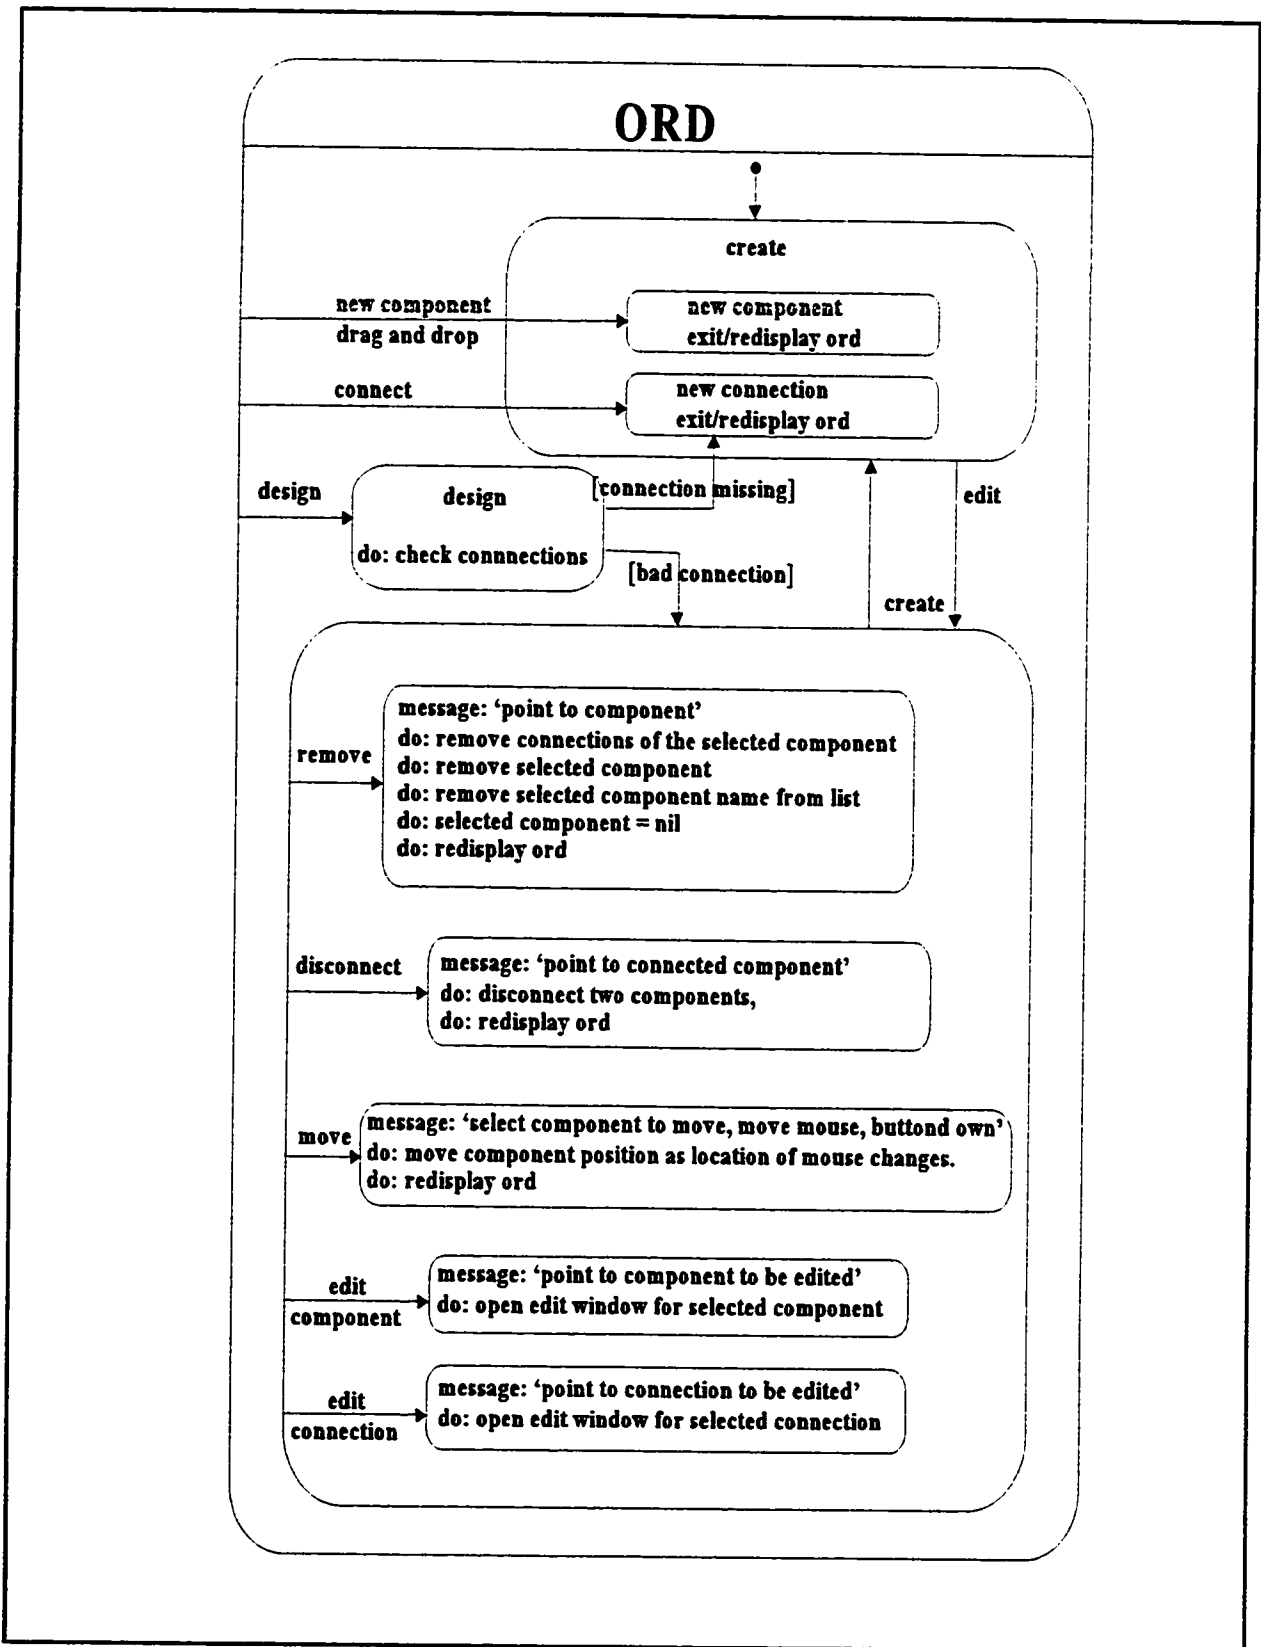 ORD
create
new component
drag and drop
new component
exit/redisplay ord
connect
new connection
exit/redisplay ord
design
design
do: check connnections
[connection missing]
[bad connection]
edit
create
remove
message: ‘point to component’
do: remove connections of the selected component
do: remove selected component
do: remove selected component name from list
do: selected component = nil
do: redisplay ord
disconnect
message: ‘point to connected component’
do: disconnect two components,
do: redisplay ord
move
message: ‘select component to move, move mouse, buttond own’
do: move component position as location of mouse changes.
do: redisplay ord
edit
component
message: ‘point to component to be edited’
do: open edit window for selected component
edit
connection
message: ‘point to connection to be edited’
do: open edit window for selected connection